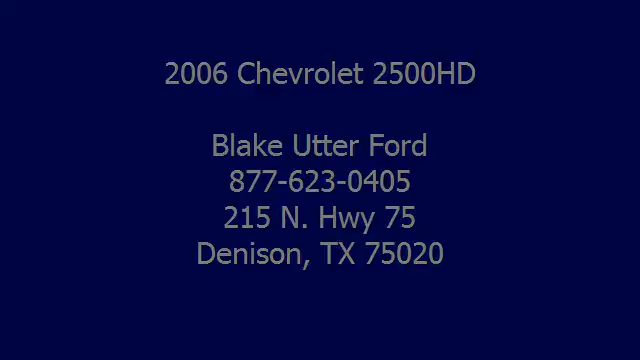 2006 Chevrolet 2500HD
Blake Utter Ford
877-623-0405
215 N. Hwy 75
Denison, TX 75020